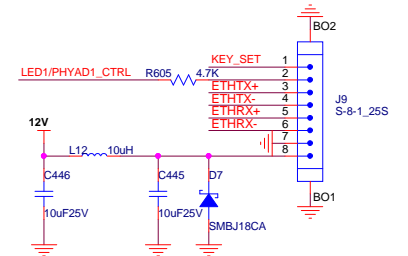 BO2
KEY_SET 1
LED1/PHYAD1_CTRL R605 4.7K 2
ETHTX+ 3
ETHTX- 4
ETHRX+ 5
ETHRX- 6
7
8
J9
S-8-1_25S
12V
L12 10uH
C446 C445 D7
BO1
10uF25V 10uF25V SMBJ18CA